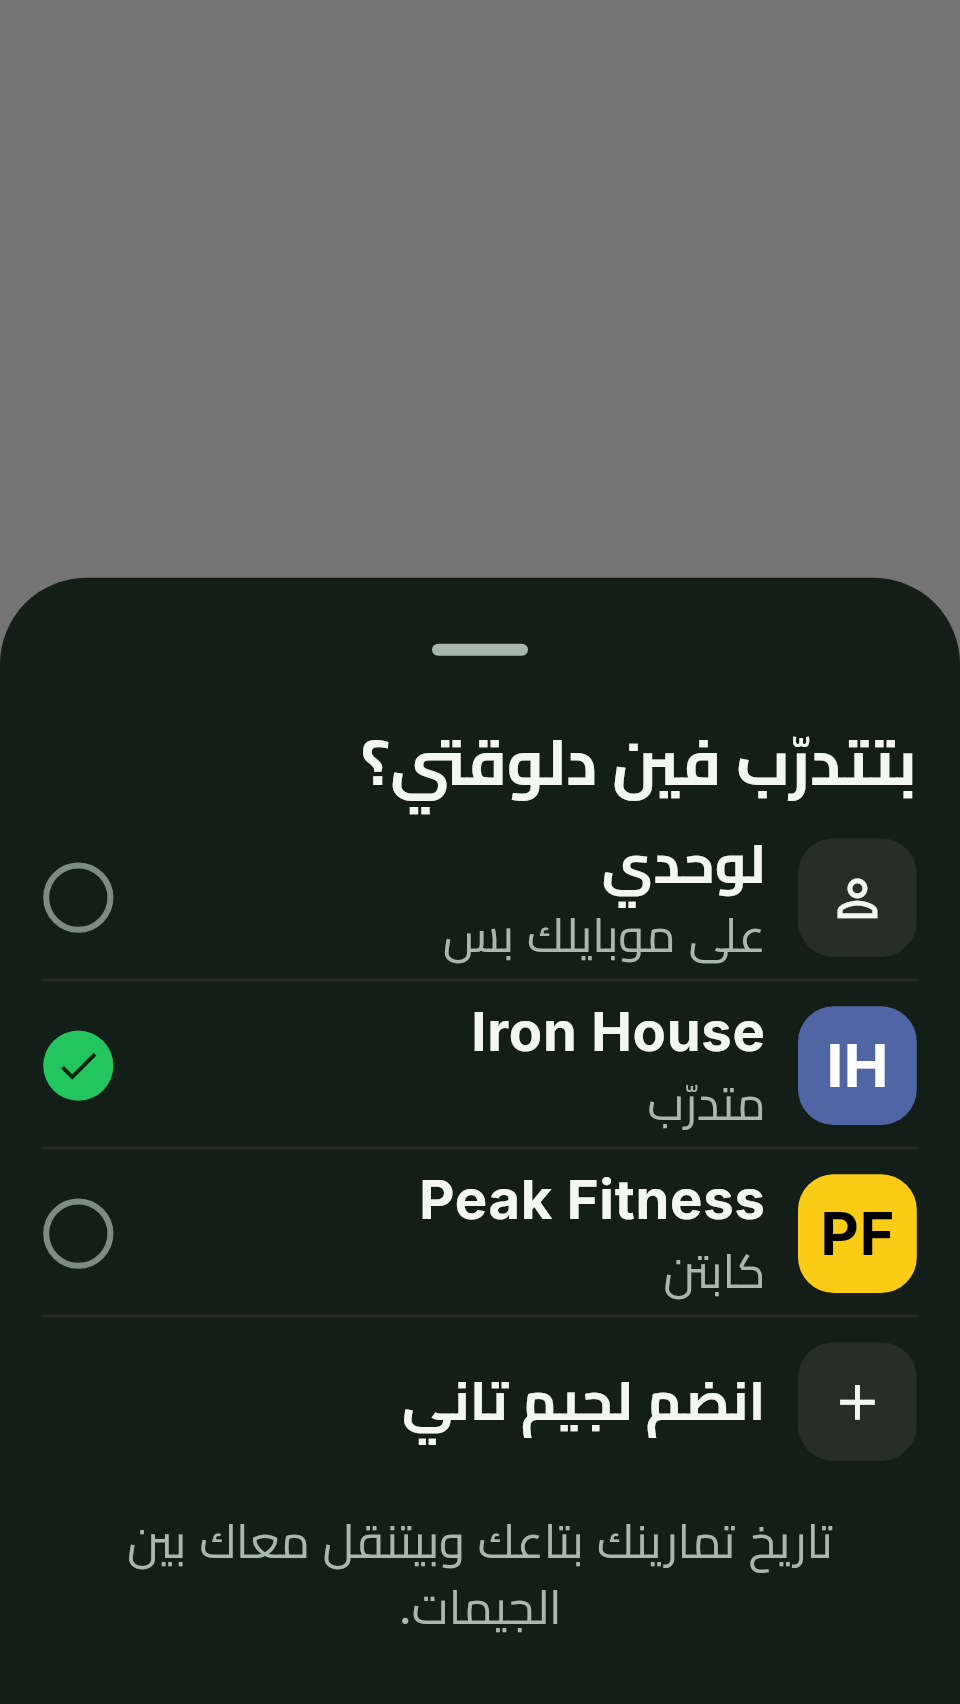 بتتدرّب فين دلوقتي؟
لوحدي
على موبايلك بس
IH
Iron House
متدرّب
PF
Peak Fitness
كابتن
انضم لجيم تاني
تاريخ تمارينك بتاعك وبيتنقل معاك بين
الجيمات.